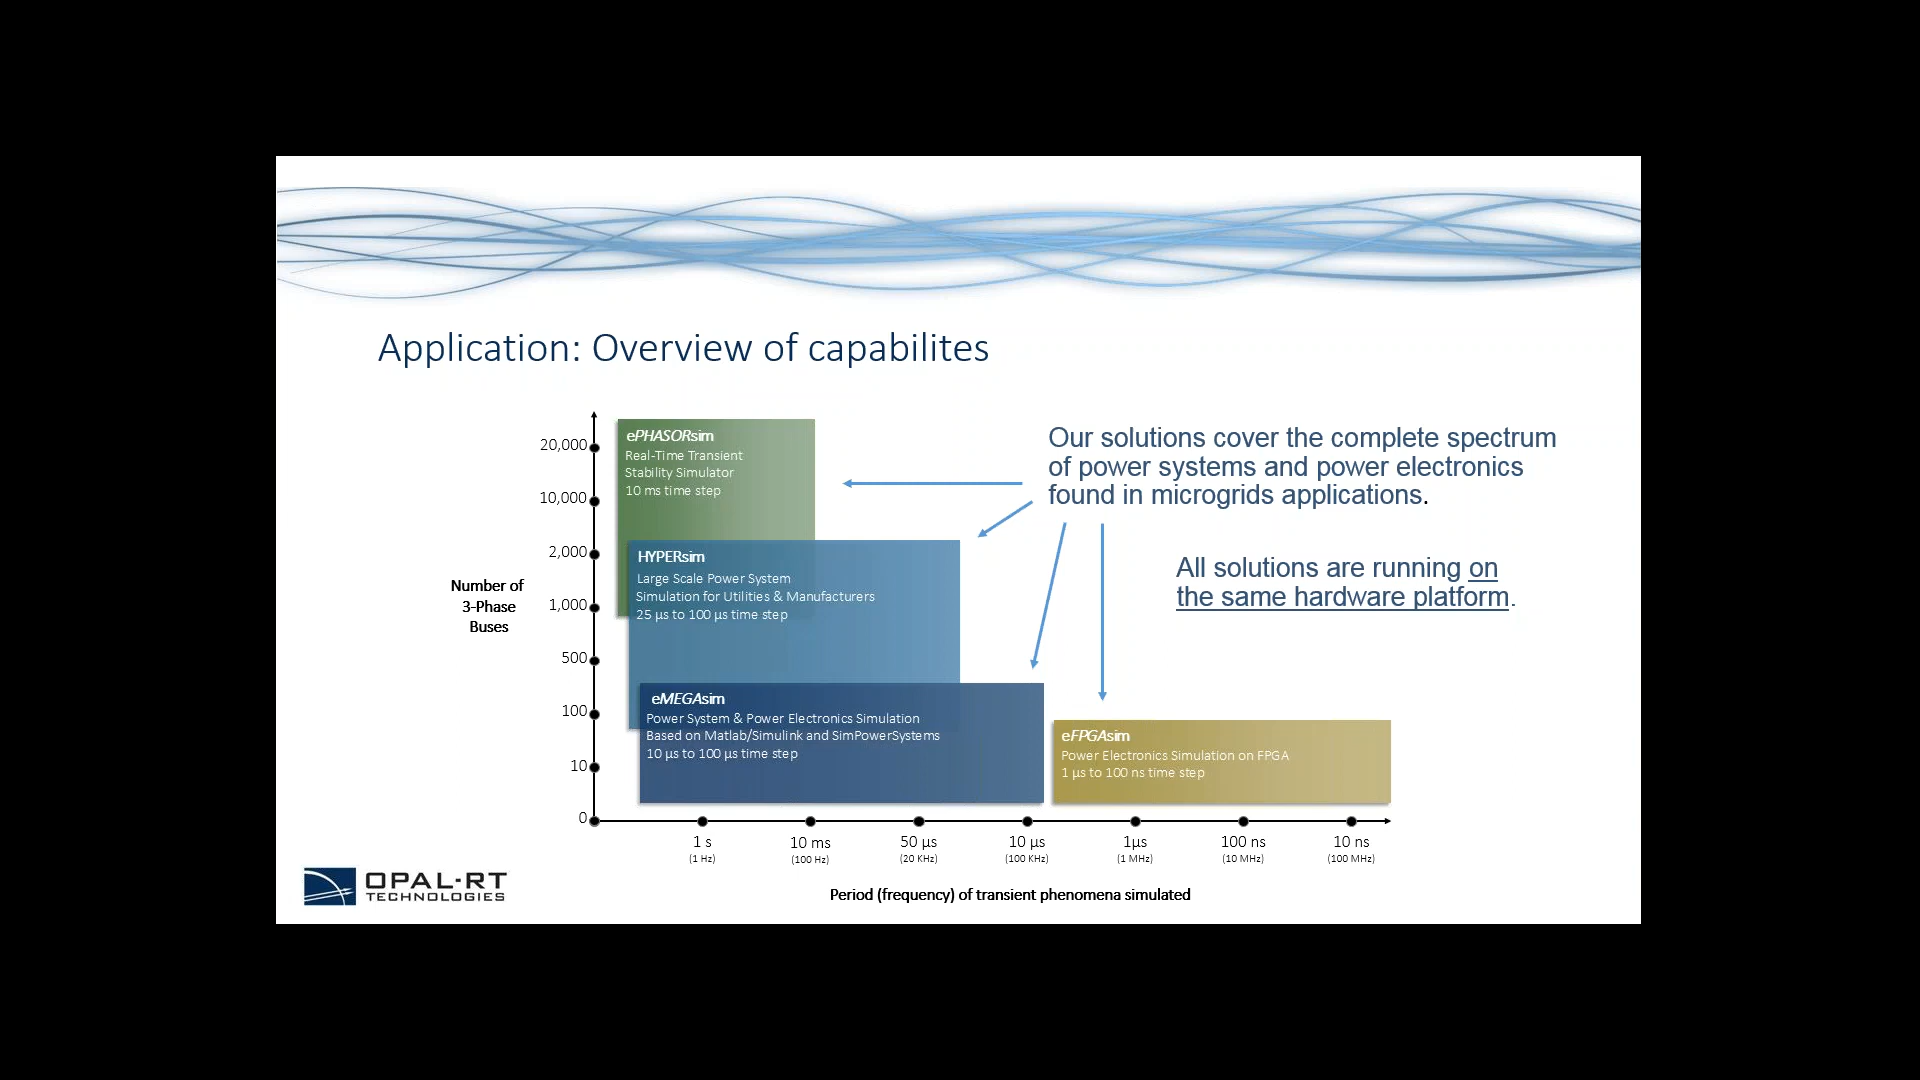 Application: Overview of capabilites
20,000
10,000
2,000
1,000
500
100
10
0
Number of
3-Phase
Buses
ePHASORsim
Real-Time Transient
Stability Simulator
10 ms time step
HYPERsim
Large Scale Power System
Simulation for Utilities & Manufacturers
25 µs to 100 µs time step
eMEGAsim
Power System & Power Electronics Simulation
Based on Matlab/Simulink and SimPowerSystems
10 µs to 100 µs time step
eFPGAsim
Power Electronics Simulation on FPGA
1 µs to 100 ns time step
Our solutions cover the complete spectrum
of power systems and power electronics
found in microgrids applications.
All solutions are running on
the same hardware platform.
1 s
(1 Hz)
10 ms
(100 Hz)
50 µs
(20 KHz)
10 µs
(100 KHz)
1µs
(1 MHz)
100 ns
(10 MHz)
10 ns
(100 MHz)
Period (frequency) of transient phenomena simulated
OPAL-RT
TECHNOLOGIES